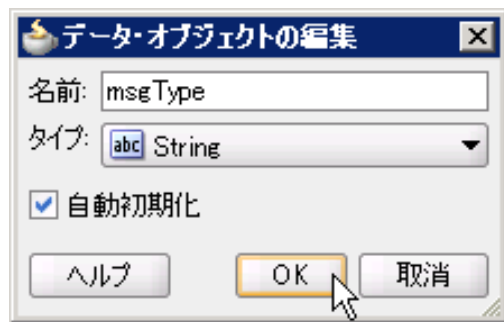 データ・オブジェクトの編集
名前: msgType
タイプ: abc String
自動初期化
ヘルプ OK 取消